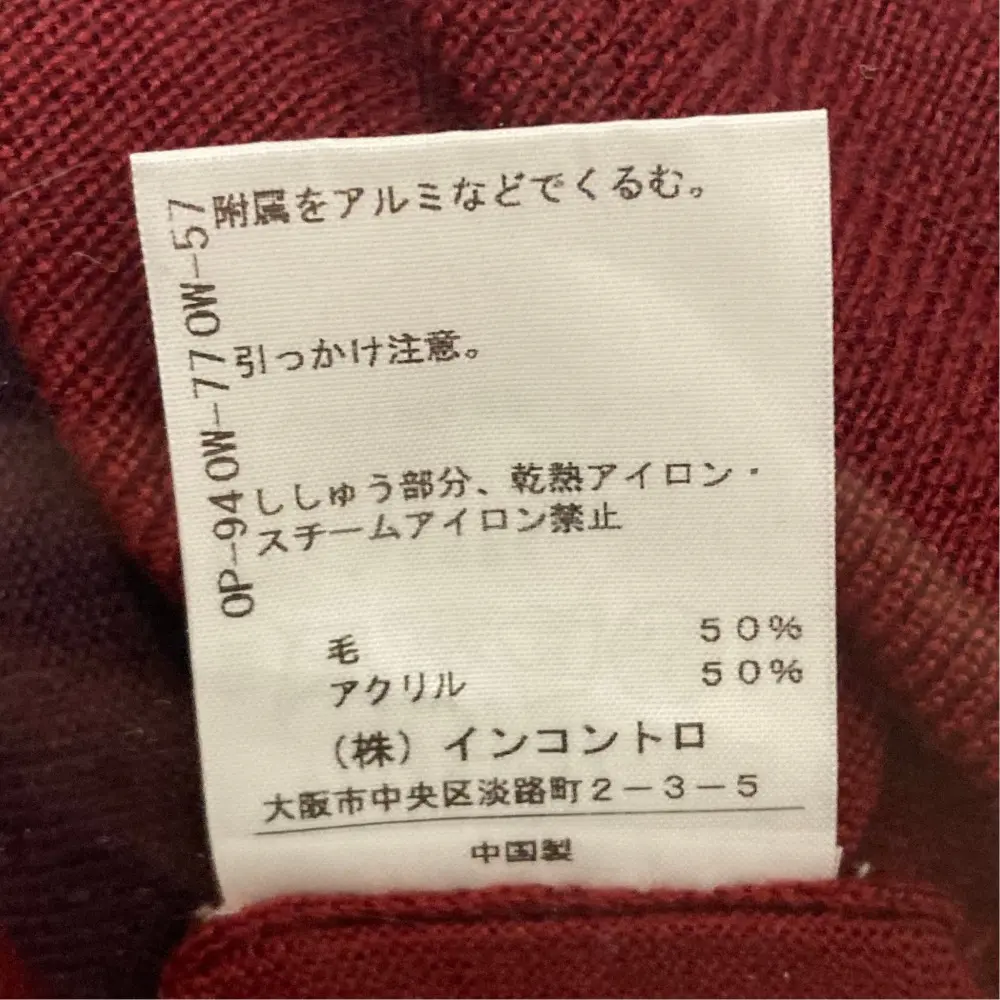 附属をアルミなどでくるむ。
引っかけ注意。
ししゅう部分、乾熱アイロン・
スチームアイロン禁止
毛 50%
アクリル 50%
(株)インコントロ
大阪市中央区淡路町2-3-5
中国製
OP-940W-770W-57